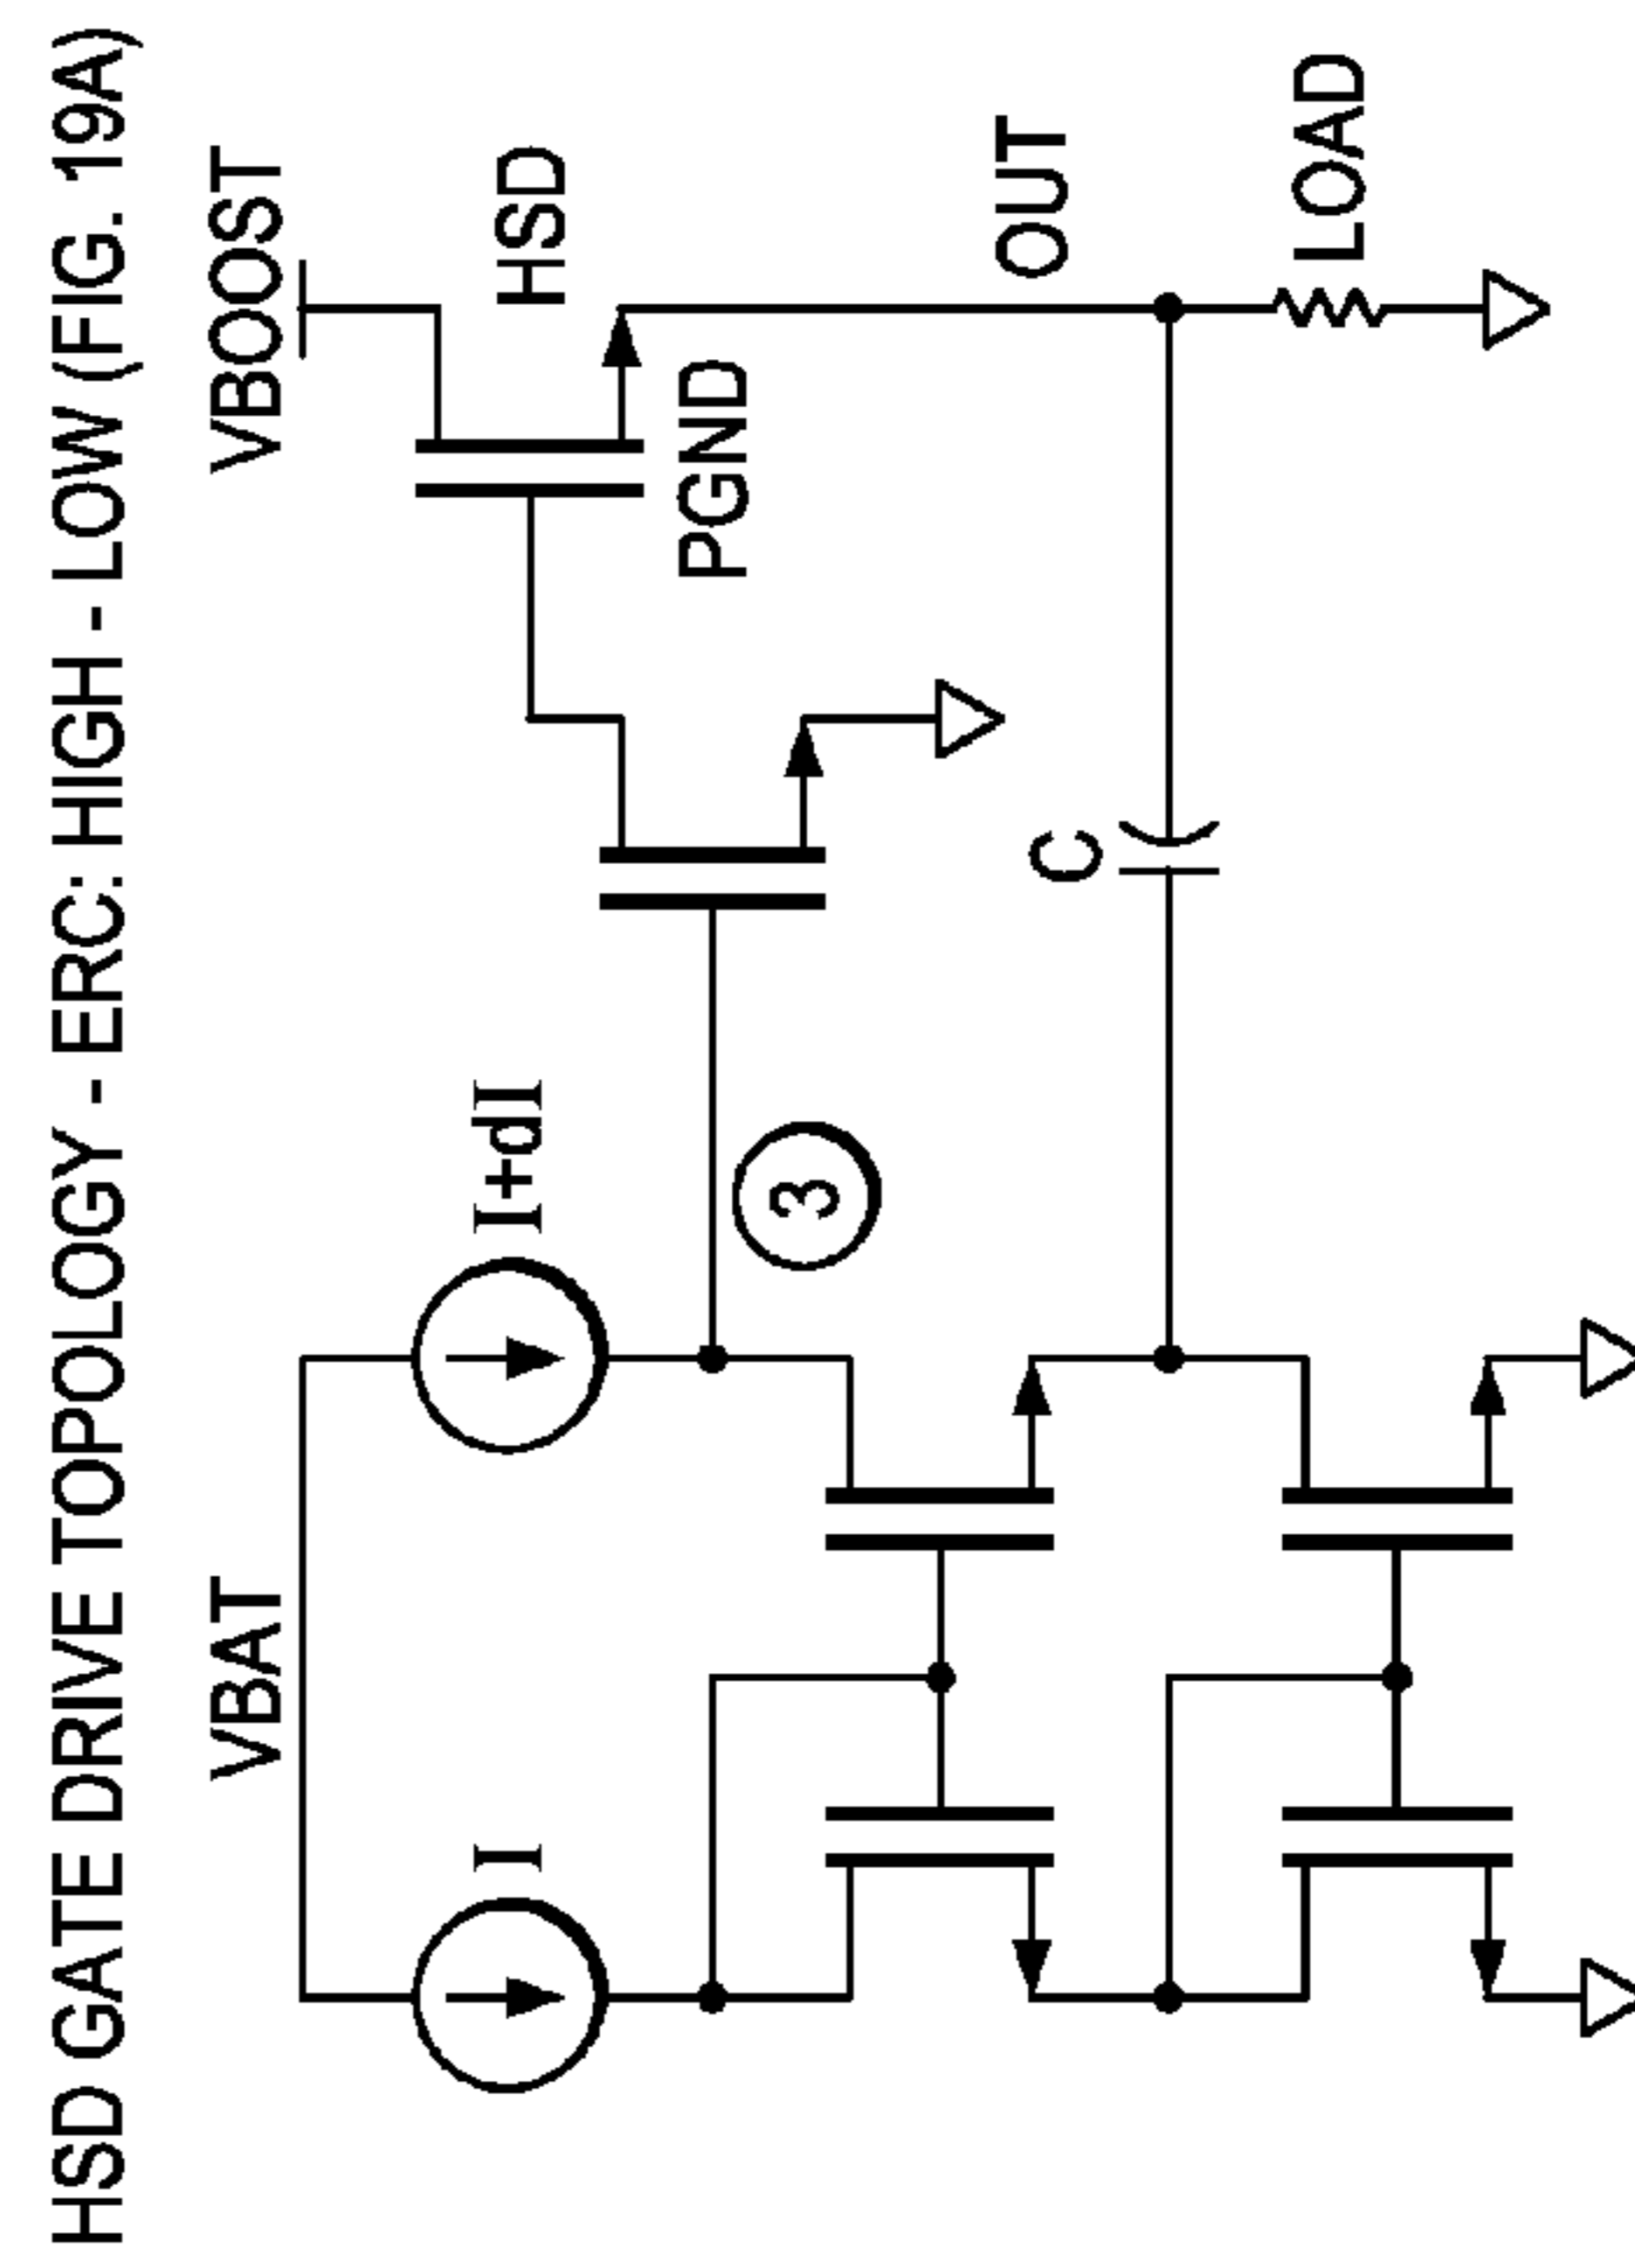 HSD GATE DRIVE TOPOLOGY - ERC: HIGH - LOW (FIG. 19A)
VBAT
VBOOST
I
I+dI
HSD
3
PGND
C
OUT
LOAD